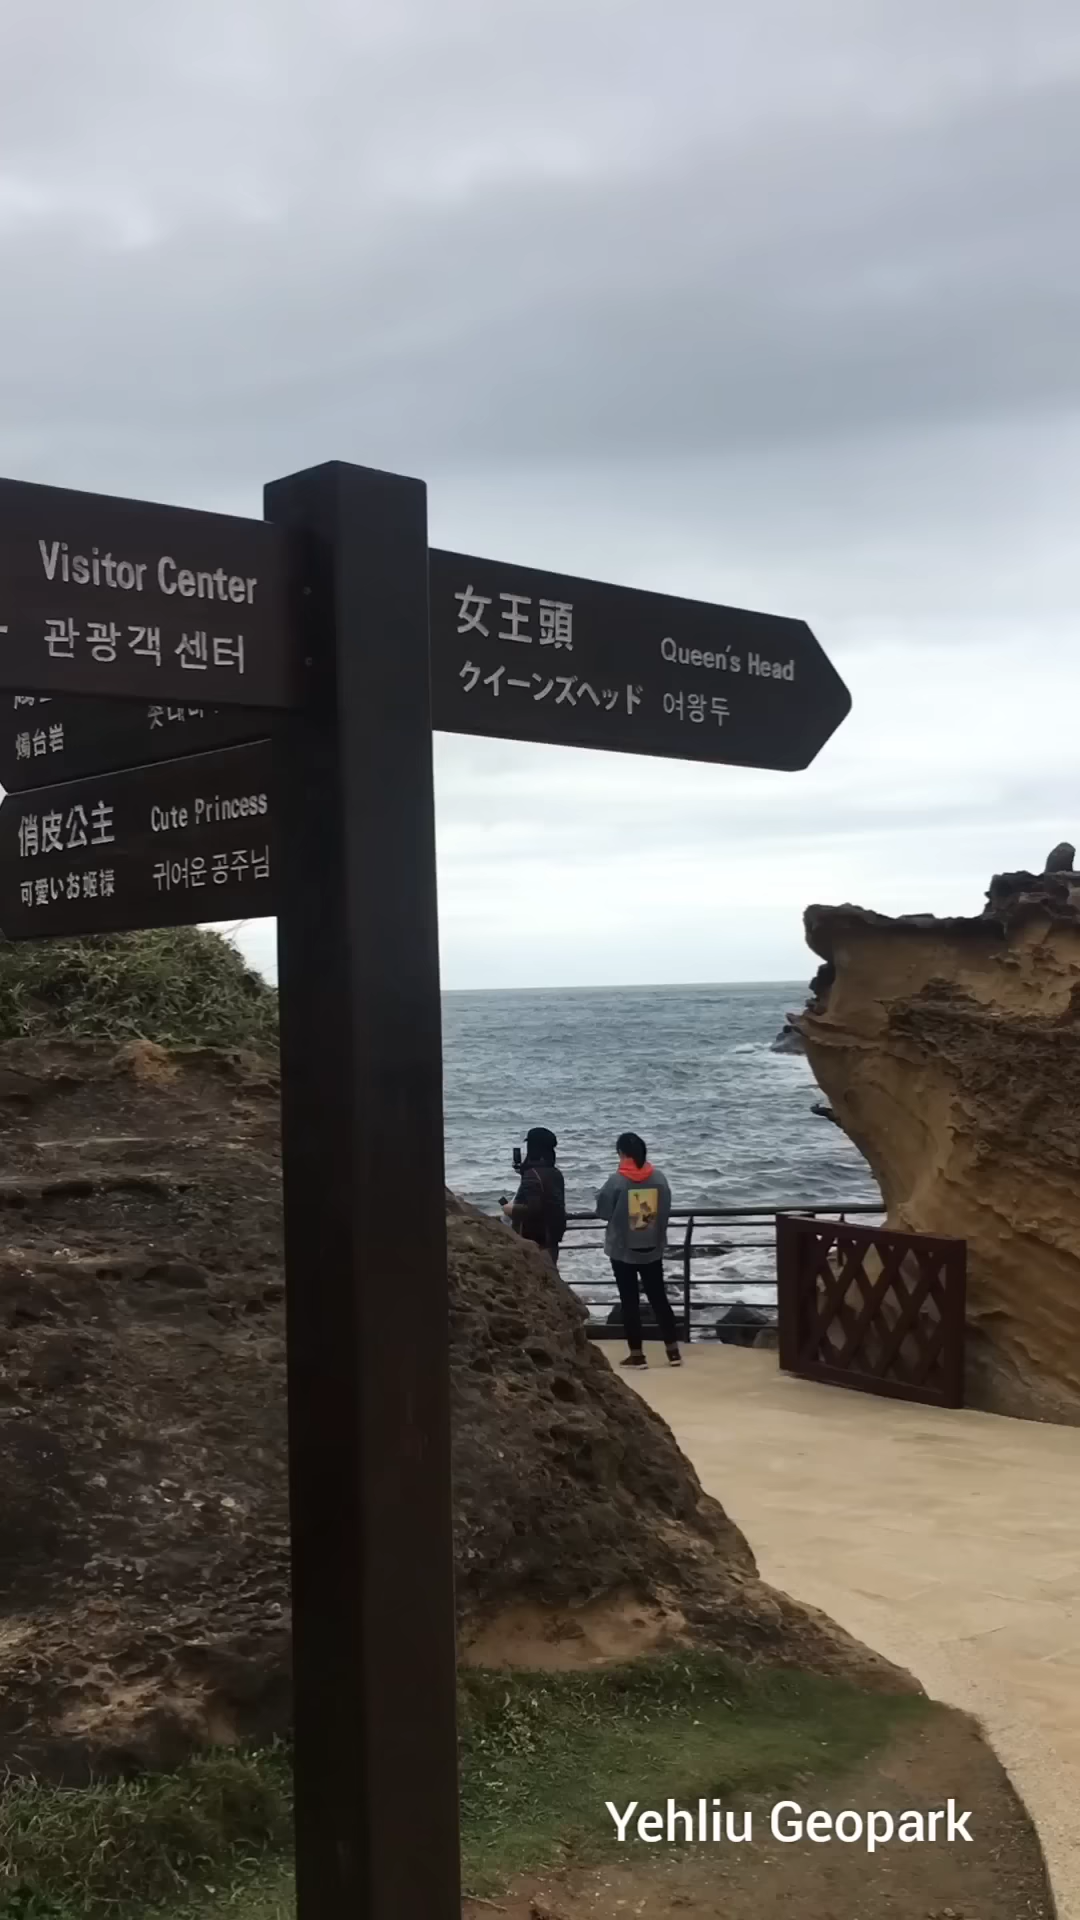 Visitor Center
관광객 센터
女王頭
Queen's Head
クイーンズヘッド
여왕두
燭台岩
俏皮公主
Cute Princess
可愛いお姫様
귀여운 공주님
Yehliu Geopark